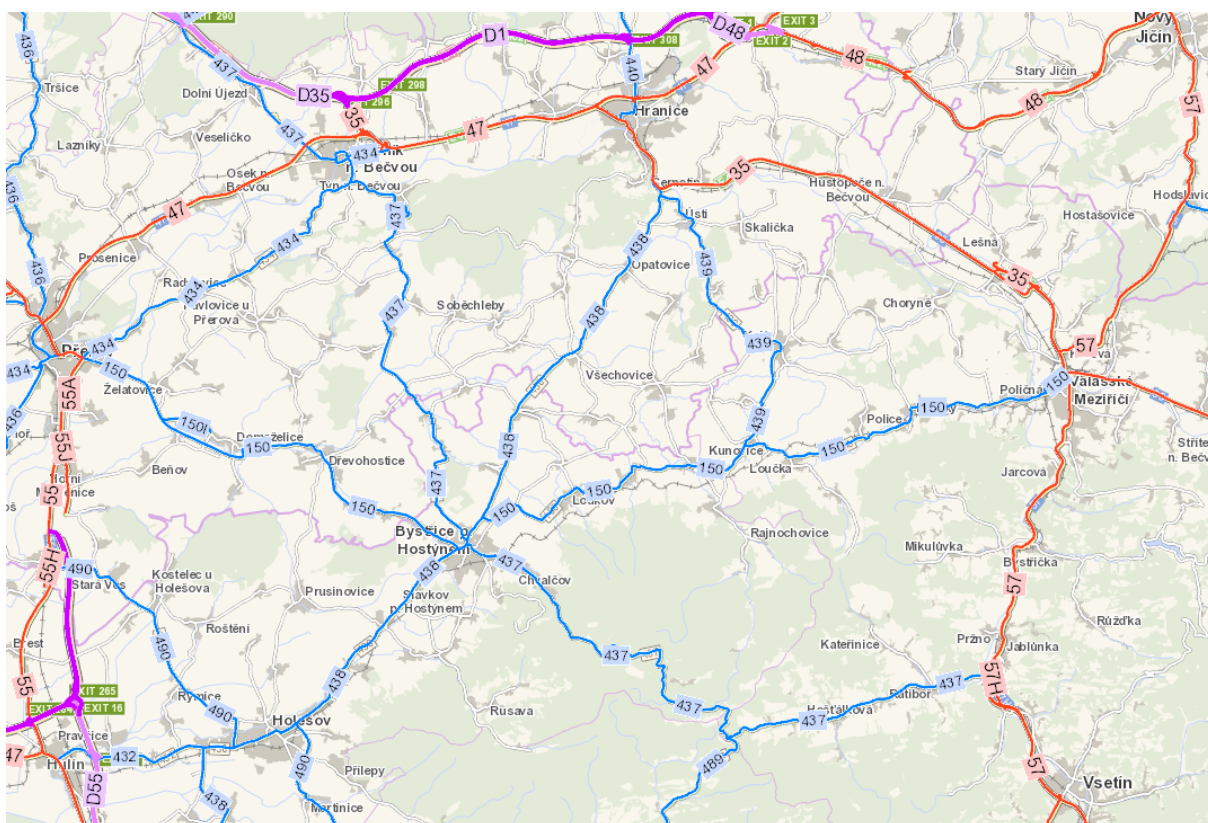 EXIT 290
D1
D48
EXIT 3
EXIT 2
EXIT 308
Nový
Jičín
436
437
440
47
48
48
Starý Jičín
57
Tršice
Dolní Újezd
D35
EXIT 298
EXIT 296
35
Hranice
Veselíčko
437
47
Lazníky
434
n. Bečvou
Osek n.
Bečvou
Týn n. Bečvou
35
Hustopeče n.
Bečvou
Hodslavice
436
47
437
Ústí
Skalička
Hostašovice
Prosenice
434
438
439
Lešná
436
Opatovice
35
434
Pavlovice u
Přerova
437
Soběchleby
Choryně
438
439
57
434
434
150
Želatovice
Všechovice
Poličná
150
Valašské
Meziříčí
55A
436
150
439
150
Police
Domaželice
438
55J
150
Dřevohostice
Kunovice
150
Loučka
150
Beňov
437
150
Jarcová
55
150
150
Loukov
Bystřice p.
Hostýnem
Rajnochovice
Mikulůvka
Bystřička
55H
490
Stará Ves
Kostelec u
Holešova
438
437
Chvalčov
57
Prusinovice
Slavkov
p. Hostýnem
Růžďka
Roštění
490
Kateřinice
Pržno
Jablůnka
437
55
438
437
Ratiboř
57H
EXIT 265
EXIT 16
Rymice
437
Rusava
437
Hošťálková
490
Holešov
Pravčice
47
432
Hulín
489
490
Přílepy
57
Vsetín
D55
438
Martinice